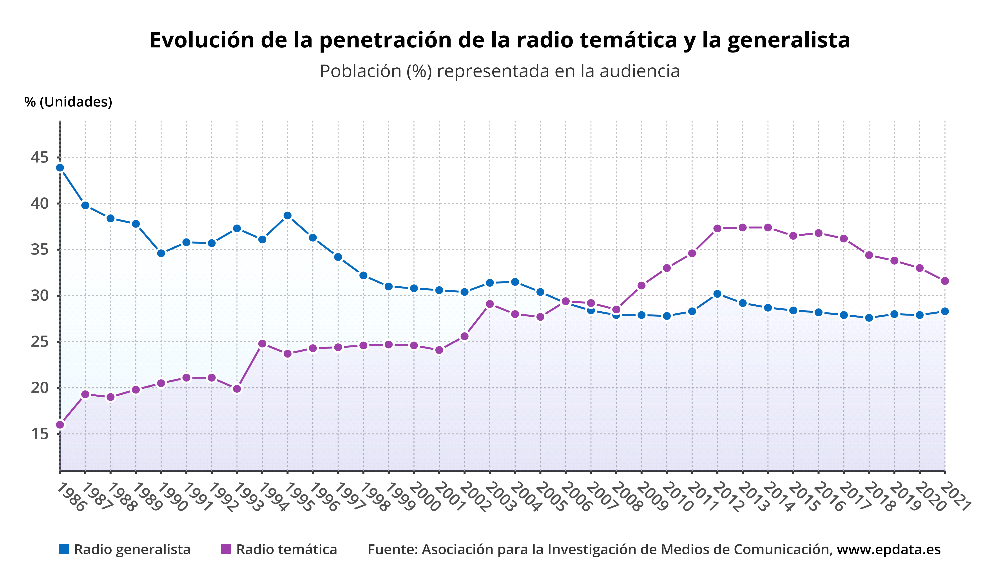 Evolución de la penetración de la radio temática y la generalista
Población (%) representada en la audiencia
% (Unidades)
45
40
35
30
25
20
15
1986 1987 1988 1989 1990 1991 1992 1993 1994 1995 1996 1997 1998 1999 2000 2001 2002 2003 2004 2005 2006 2007 2008 2009 2010 2011 2012 2013 2014 2015 2016 2017 2018 2019 2020 2021
Radio generalista Radio temática Fuente: Asociación para la Investigación de Medios de Comunicación, www.epdata.es